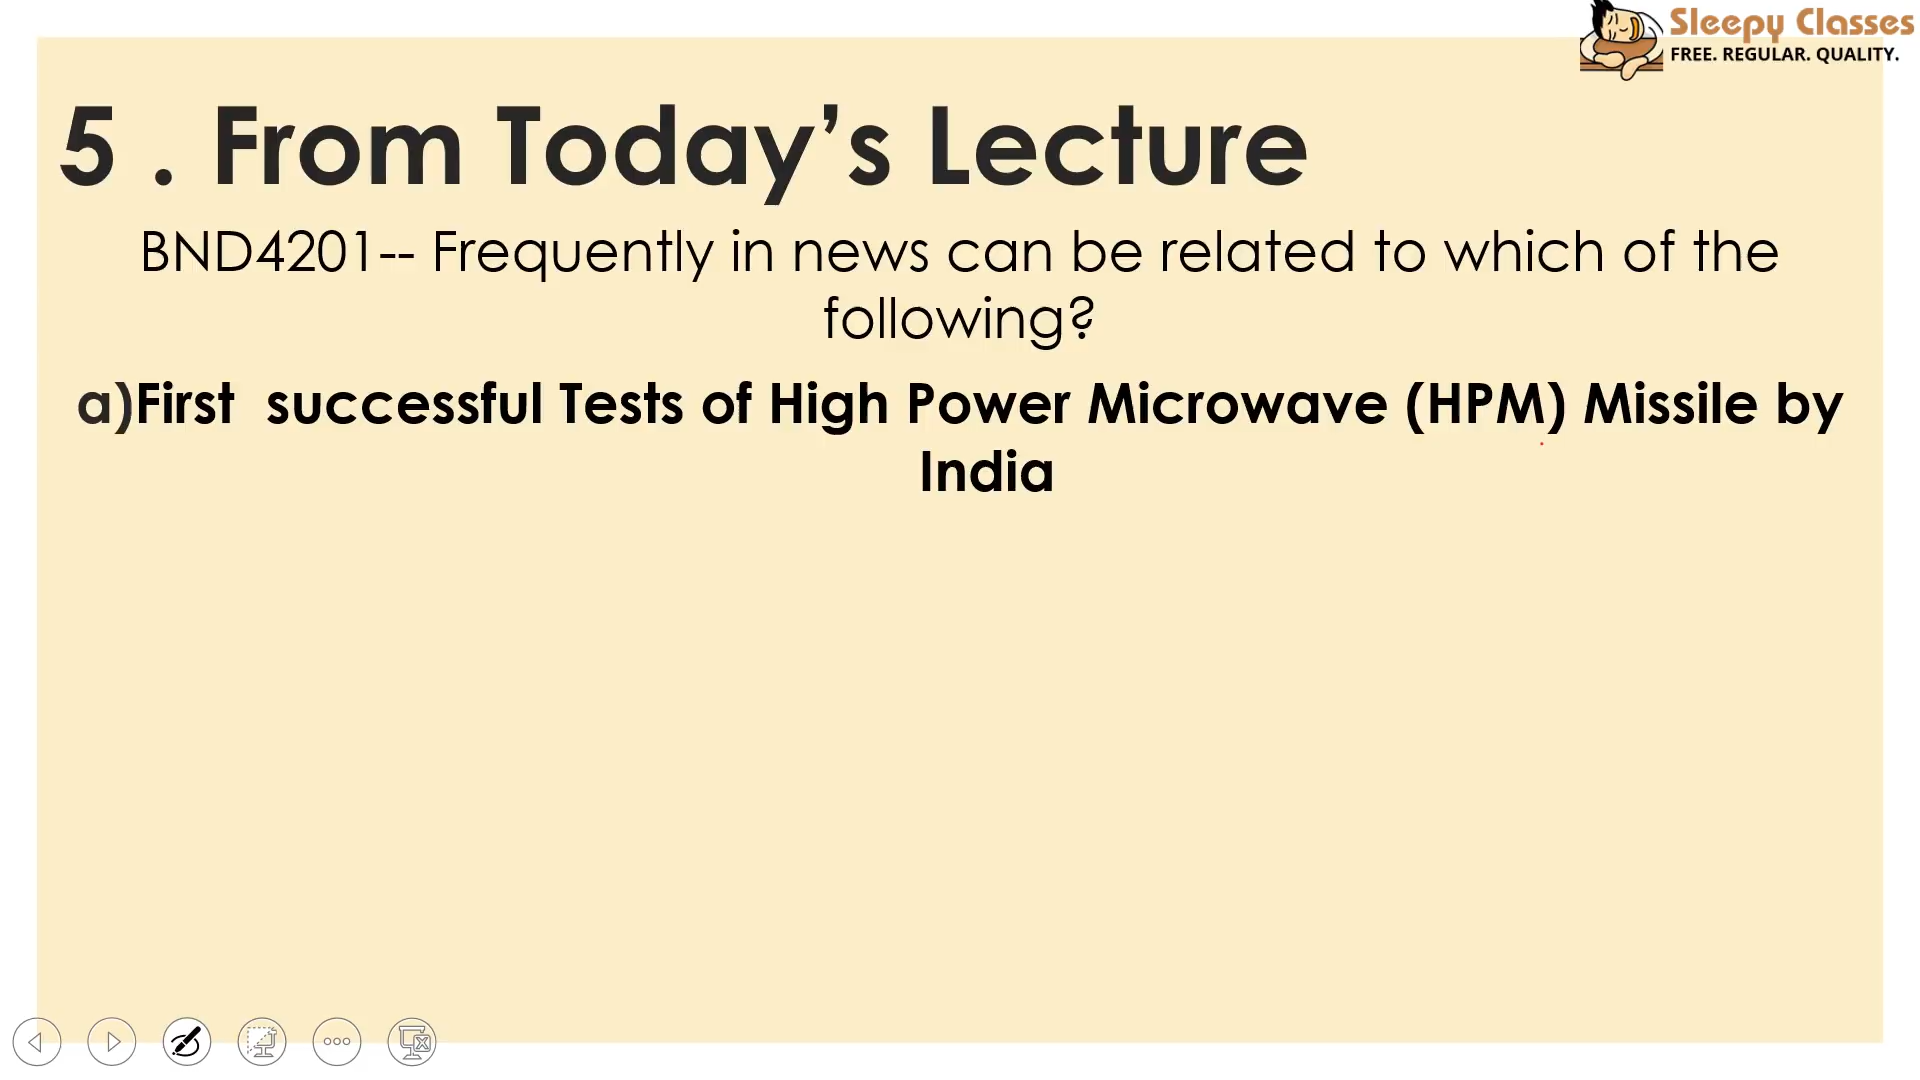 Sleepy Classes
FREE. REGULAR. QUALITY.
5 . From Today’s Lecture
BND4201-- Frequently in news can be related to which of the
following?
a)First  successful Tests of High Power Microwave (HPM) Missile by
India